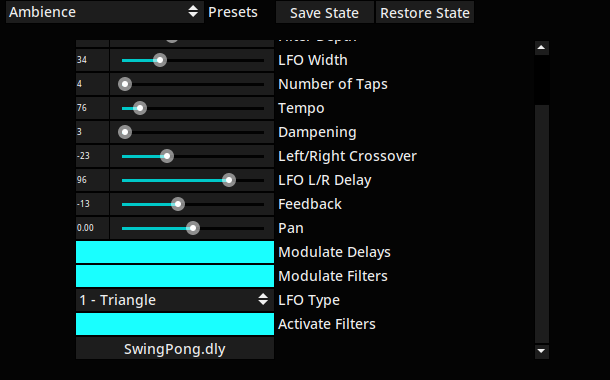 Ambience Presets Save State Restore State
Filter Depth
34 LFO Width
4 Number of Taps
76 Tempo
3 Dampening
-23 Left/Right Crossover
96 LFO L/R Delay
-13 Feedback
0.00 Pan
Modulate Delays
Modulate Filters
1 - Triangle LFO Type
Activate Filters
SwingPong.dly